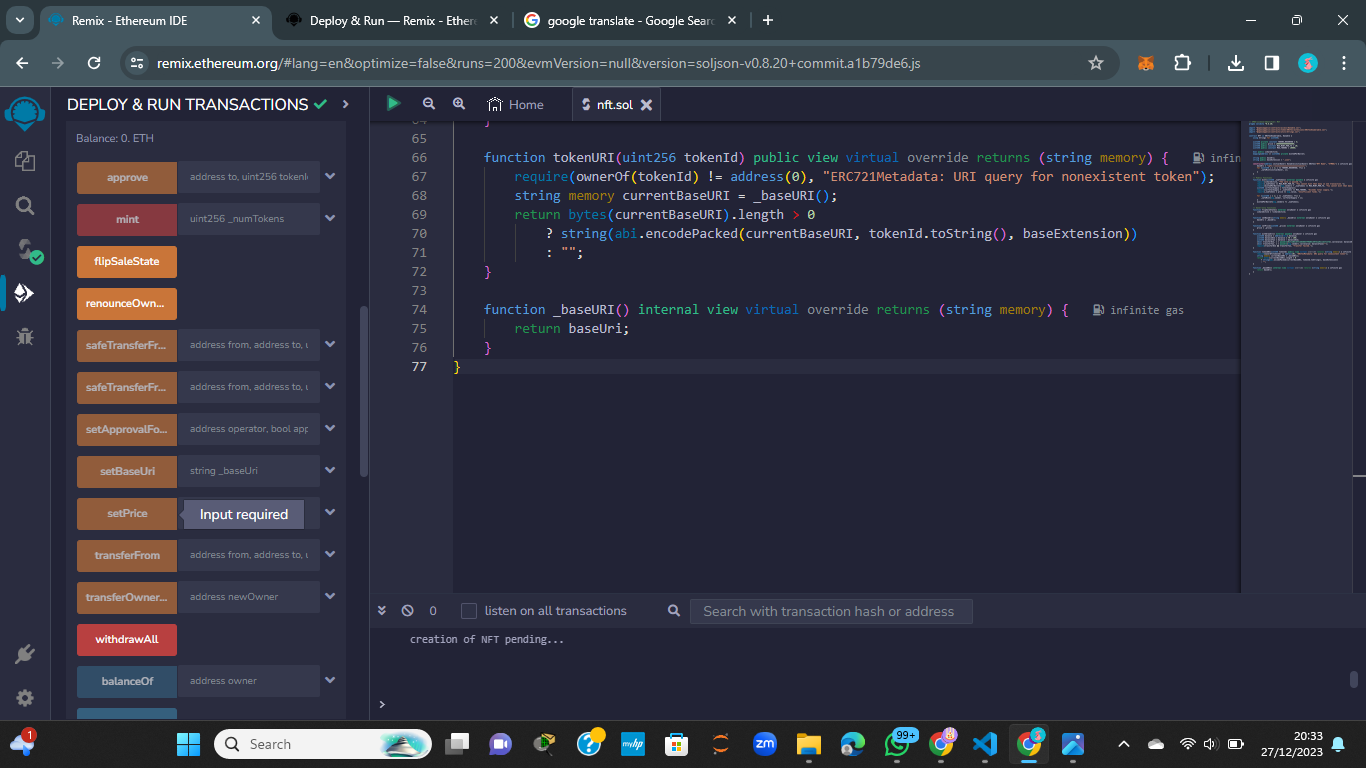 Remix - Ethereum IDE
Deploy & Run — Remix - Ether
google translate - Google Searc
remix.ethereum.org/#lang=en&optimize=false&runs=200&evmVersion=null&version=soljson-v0.8.20+commit.a1b79de6.js
DEPLOY & RUN TRANSACTIONS
Home
nft.sol
Balance: 0. ETH
approve
address to, uint256 tokenI
mint
uint256 _numTokens
flipSaleState
renounceOwn...
safeTransferFr...
address from, address to, u
safeTransferFr...
address from, address to, u
setApprovalFo...
address operator, bool app
setBaseUri
string _baseUri
setPrice
Input required
transferFrom
address from, address to, u
transferOwner...
address newOwner
withdrawAll
balanceOf
address owner
64 }
65
66 function tokenURI(uint256 tokenId) public view virtual override returns (string memory) { infin
67 require(ownerOf(tokenId) != address(0), "ERC721Metadata: URI query for nonexistent token");
68 string memory currentBaseURI = _baseURI();
69 return bytes(currentBaseURI).length > 0
70 ? string(abi.encodePacked(currentBaseURI, tokenId.toString(), baseExtension))
71 : "";
72 }
73
74 function _baseURI() internal view virtual override returns (string memory) { infinite gas
75 return baseUri;
76 }
77 }
0
listen on all transactions
Search with transaction hash or address
creation of NFT pending...
>
1
Search
myhp
zm
99+
20:33
27/12/2023